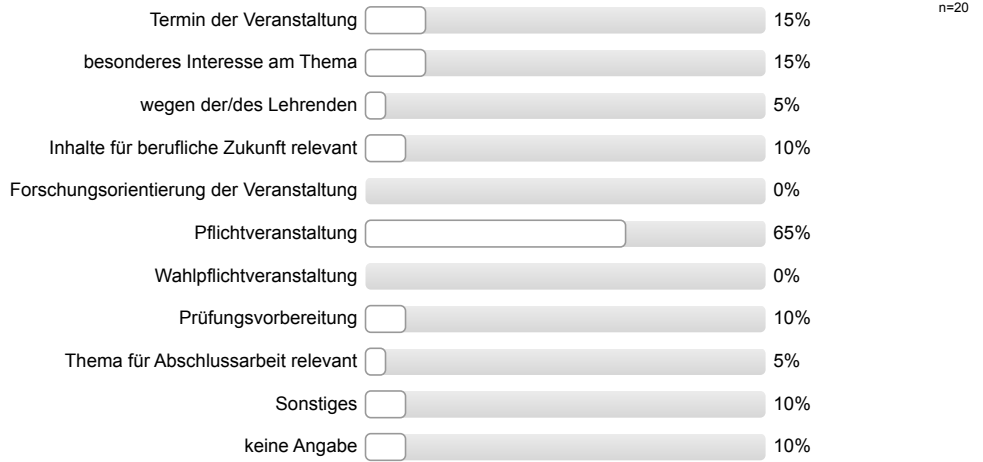 n=20
Termin der Veranstaltung 15%
besonderes Interesse am Thema 15%
wegen der/des Lehrenden 5%
Inhalte für berufliche Zukunft relevant 10%
Forschungsorientierung der Veranstaltung 0%
Pflichtveranstaltung 65%
Wahlpflichtveranstaltung 0%
Prüfungsvorbereitung 10%
Thema für Abschlussarbeit relevant 5%
Sonstiges 10%
keine Angabe 10%